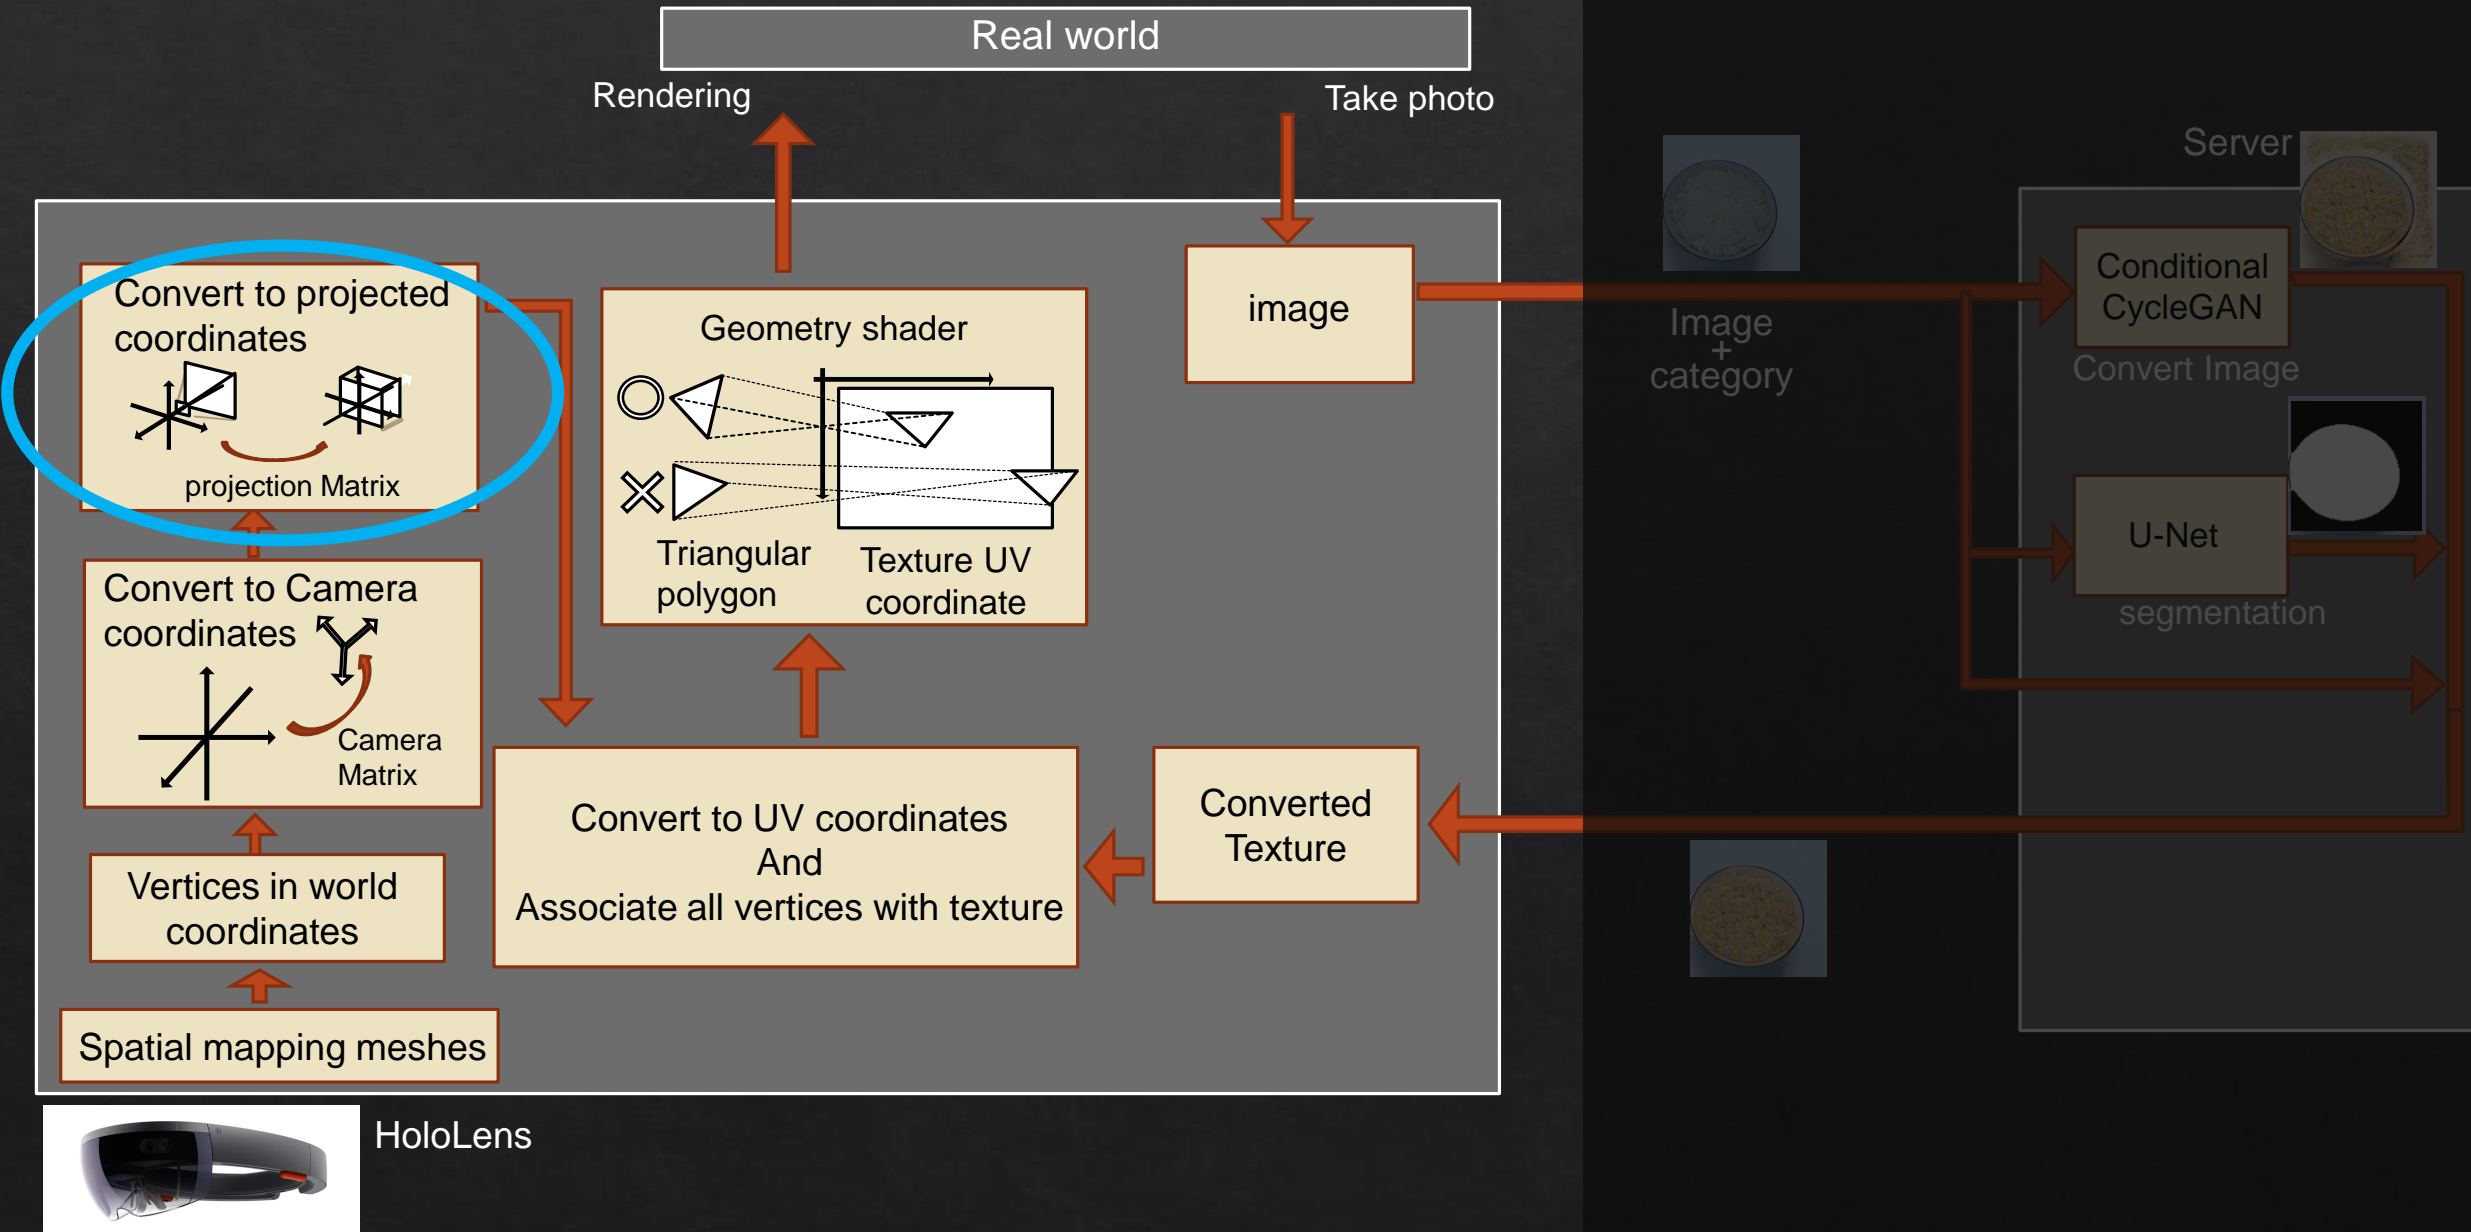 Real world
Rendering
Take photo
Server
Convert to projected
coordinates
projection Matrix
Geometry shader
Triangular
polygon
Texture UV
coordinate
image
Image
+
category
Conditional
CycleGAN
Convert Image
U-Net
segmentation
Convert to Camera
coordinates
Camera
Matrix
Vertices in world
coordinates
Spatial mapping meshes
Convert to UV coordinates
And
Associate all vertices with texture
Converted
Texture
HoloLens